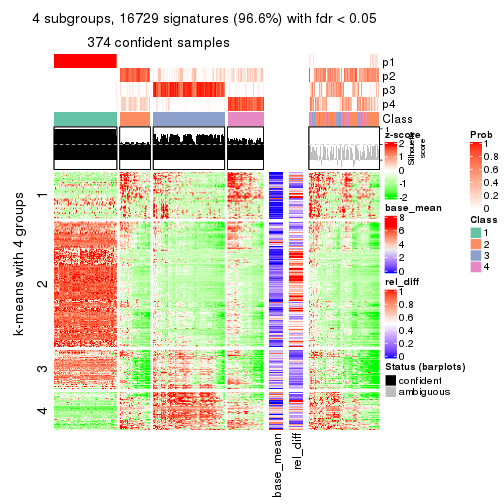 4 subgroups, 16729 signatures (96.6%) with fdr < 0.05
374 confident samples
p1
p2
p3
p4
Class
1
Silhouette
score
z-score
2
1
0
-1
-2
base_mean
8
6
4
2
0
rel_diff
1
0.8
0.6
0.4
0.2
0
Status (barplots)
confident
ambiguous
Prob
1
0.8
0.6
0.4
0.2
0
Class
1
2
3
4
k-means with 4 groups
1
2
3
4
base_mean
rel_diff